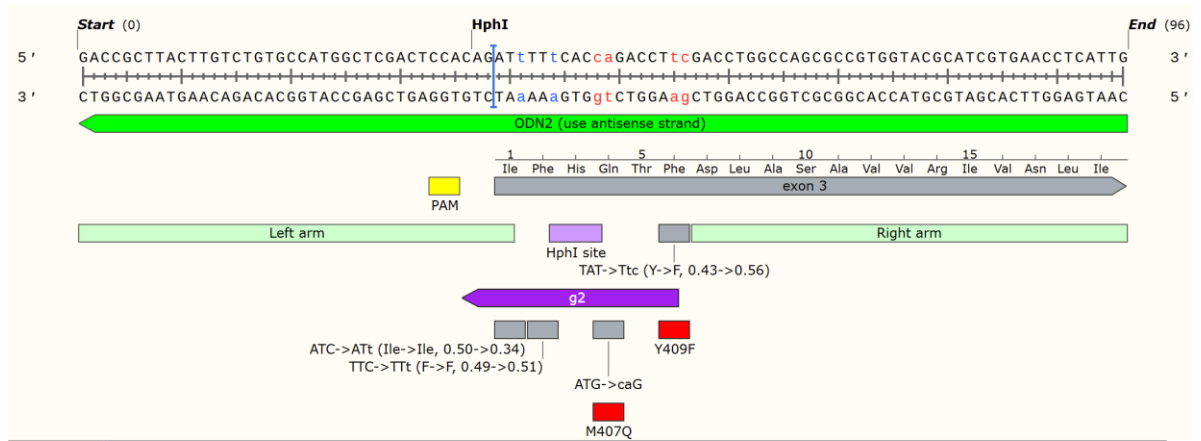 Start (0) HphI End (96)
5 ' GACCGCTTACTTGTCTGTGCCATGGCTCGACTCCACAGATtTTtCACcaGACCTtcGACCTGGCCAGCGCCGTGGTACGCATCGTGAACCTCATTG 3 '
3 ' CTGGCGAATGAACAGACACGGTACCGAGCTGAGGTGTCTAaAAaGTGgtCTGGAagCTGGACCGGTCGCGGCACCATGCGTAGCACTTGGAGTAAC 5 '
ODN2 (use antisense strand)
1 5 10 15
Ile Phe His Gln Thr Phe Asp Leu Ala Ser Ala Val Val Arg Ile Val Asn Leu Ile
PAM exon 3
Left arm HphI site Right arm
TAT->Ttc (Y->F, 0.43->0.56)
g2
ATC->ATt (Ile->Ile, 0.50->0.34) Y409F
TTC->TTt (F->F, 0.49->0.51)
ATG->caG
M407Q